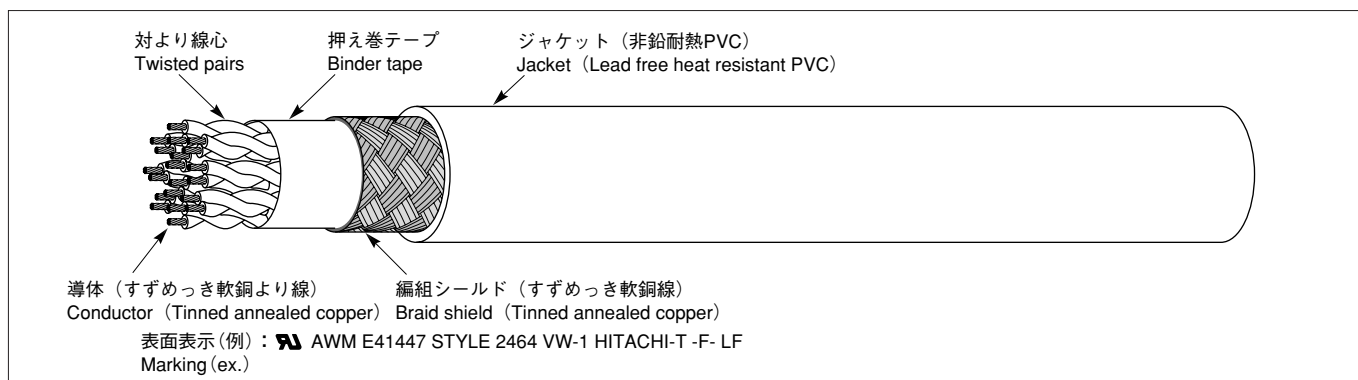 対より線心
Twisted pairs
押え巻テープ
Binder tape
ジャケット（非鉛耐熱PVC）
Jacket（Lead free heat resistant PVC）
導体（すずめっき軟銅より線）
Conductor（Tinned annealed copper）
編組シールド（すずめっき軟銅線）
Braid shield（Tinned annealed copper）
表面表示（例）： AWM E41447 STYLE 2464 VW-1 HITACHI-T -F- LF
Marking（ex.）